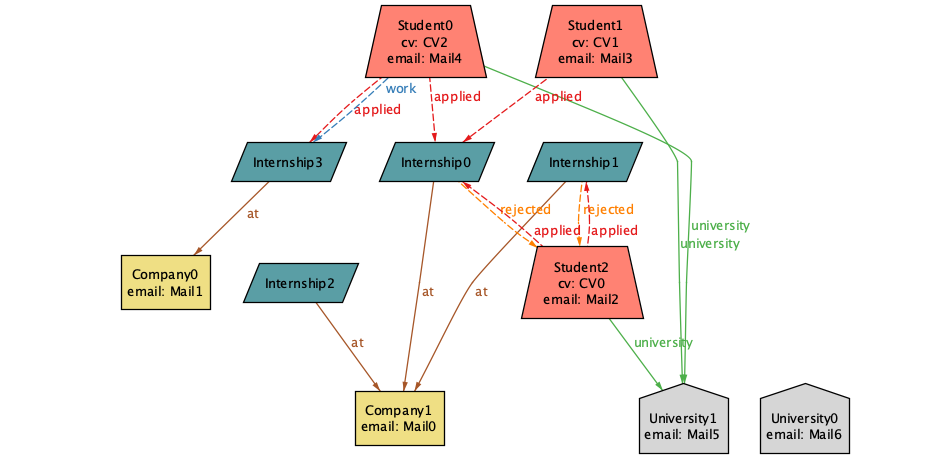 Student0
cv: CV2
email: Mail4
Student1
cv: CV1
email: Mail3
work
applied
applied
applied
Internship3
Internship0
Internship1
at
rejected
rejected
applied
applied
university
university
Company0
email: Mail1
Internship2
Student2
cv: CV0
email: Mail2
at
at
at
university
Company1
email: Mail0
University1
email: Mail5
University0
email: Mail6